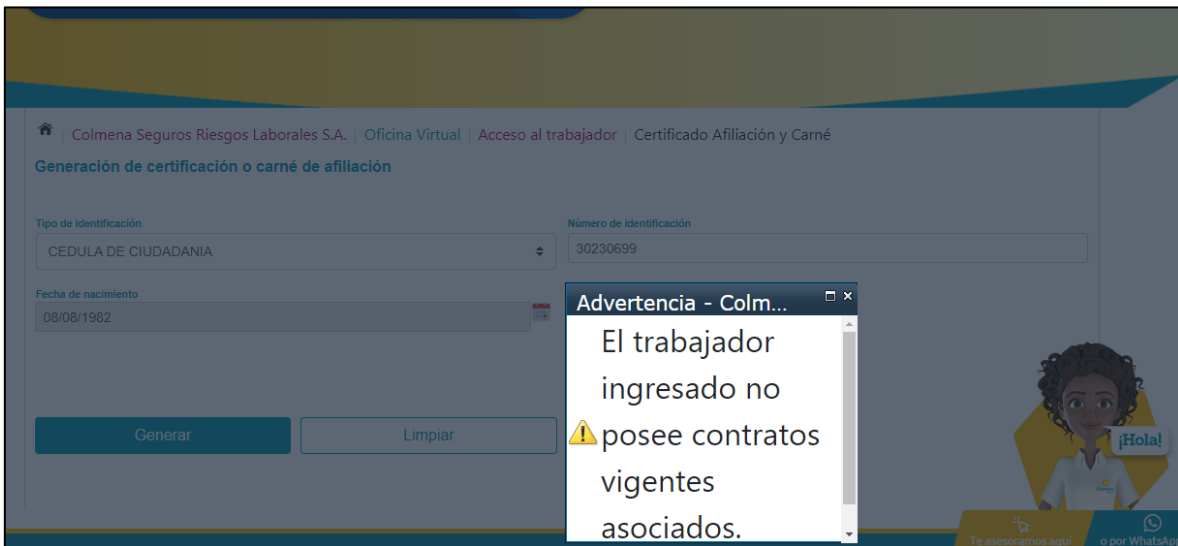 Colmena Seguros Riesgos Laborales S.A. | Oficina Virtual | Acceso al trabajador | Certificado Afiliación y Carné
Generación de certificación o carné de afiliación
Tipo de identificación
CEDULA DE CIUDADANIA
Número de identificación
30230699
Fecha de nacimiento
08/08/1982
Generar
Limpiar
Advertencia - Colm...
El trabajador
ingresado no
posee contratos
vigentes
asociados.
¡Hola!
Te asesoramos aquí
o por WhatsApp